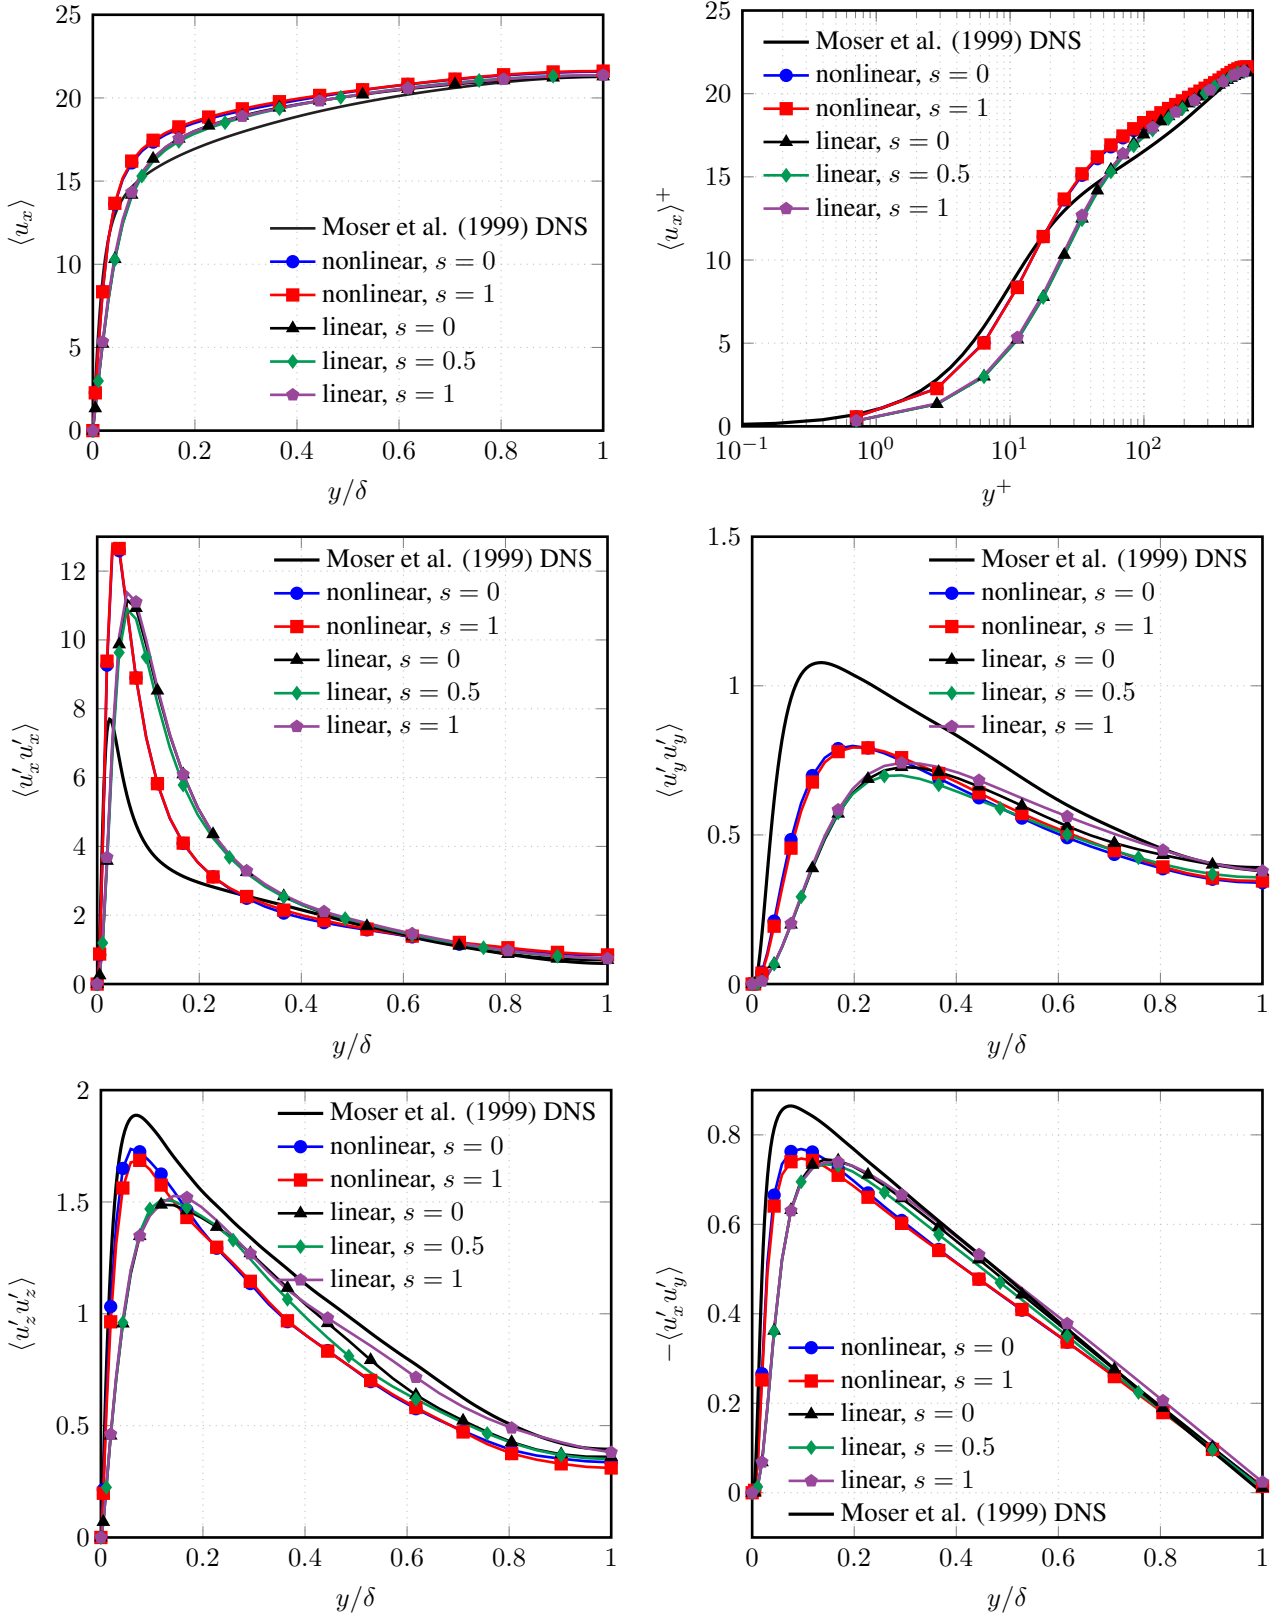 25
20
15
10
5
0
⟨u_x⟩
Moser et al. (1999) DNS
nonlinear, s = 0
nonlinear, s = 1
linear, s = 0
linear, s = 0.5
linear, s = 1
0 0.2 0.4 0.6 0.8 1
y/δ
25
20
15
10
5
0
⟨u_x⟩⁺
Moser et al. (1999) DNS
nonlinear, s = 0
nonlinear, s = 1
linear, s = 0
linear, s = 0.5
linear, s = 1
10⁻¹ 10⁰ 10¹ 10²
y⁺
12
10
8
6
4
2
0
⟨u′_x u′_x⟩
Moser et al. (1999) DNS
nonlinear, s = 0
nonlinear, s = 1
linear, s = 0
linear, s = 0.5
linear, s = 1
0 0.2 0.4 0.6 0.8 1
y/δ
1.5
1
0.5
0
⟨u′_y u′_y⟩
Moser et al. (1999) DNS
nonlinear, s = 0
nonlinear, s = 1
linear, s = 0
linear, s = 0.5
linear, s = 1
0 0.2 0.4 0.6 0.8 1
y/δ
2
1.5
1
0.5
0
⟨u′_z u′_z⟩
Moser et al. (1999) DNS
nonlinear, s = 0
nonlinear, s = 1
linear, s = 0
linear, s = 0.5
linear, s = 1
0 0.2 0.4 0.6 0.8 1
y/δ
0.8
0.6
0.4
0.2
0
−⟨u′_x u′_y⟩
nonlinear, s = 0
nonlinear, s = 1
linear, s = 0
linear, s = 0.5
linear, s = 1
Moser et al. (1999) DNS
0 0.2 0.4 0.6 0.8 1
y/δ